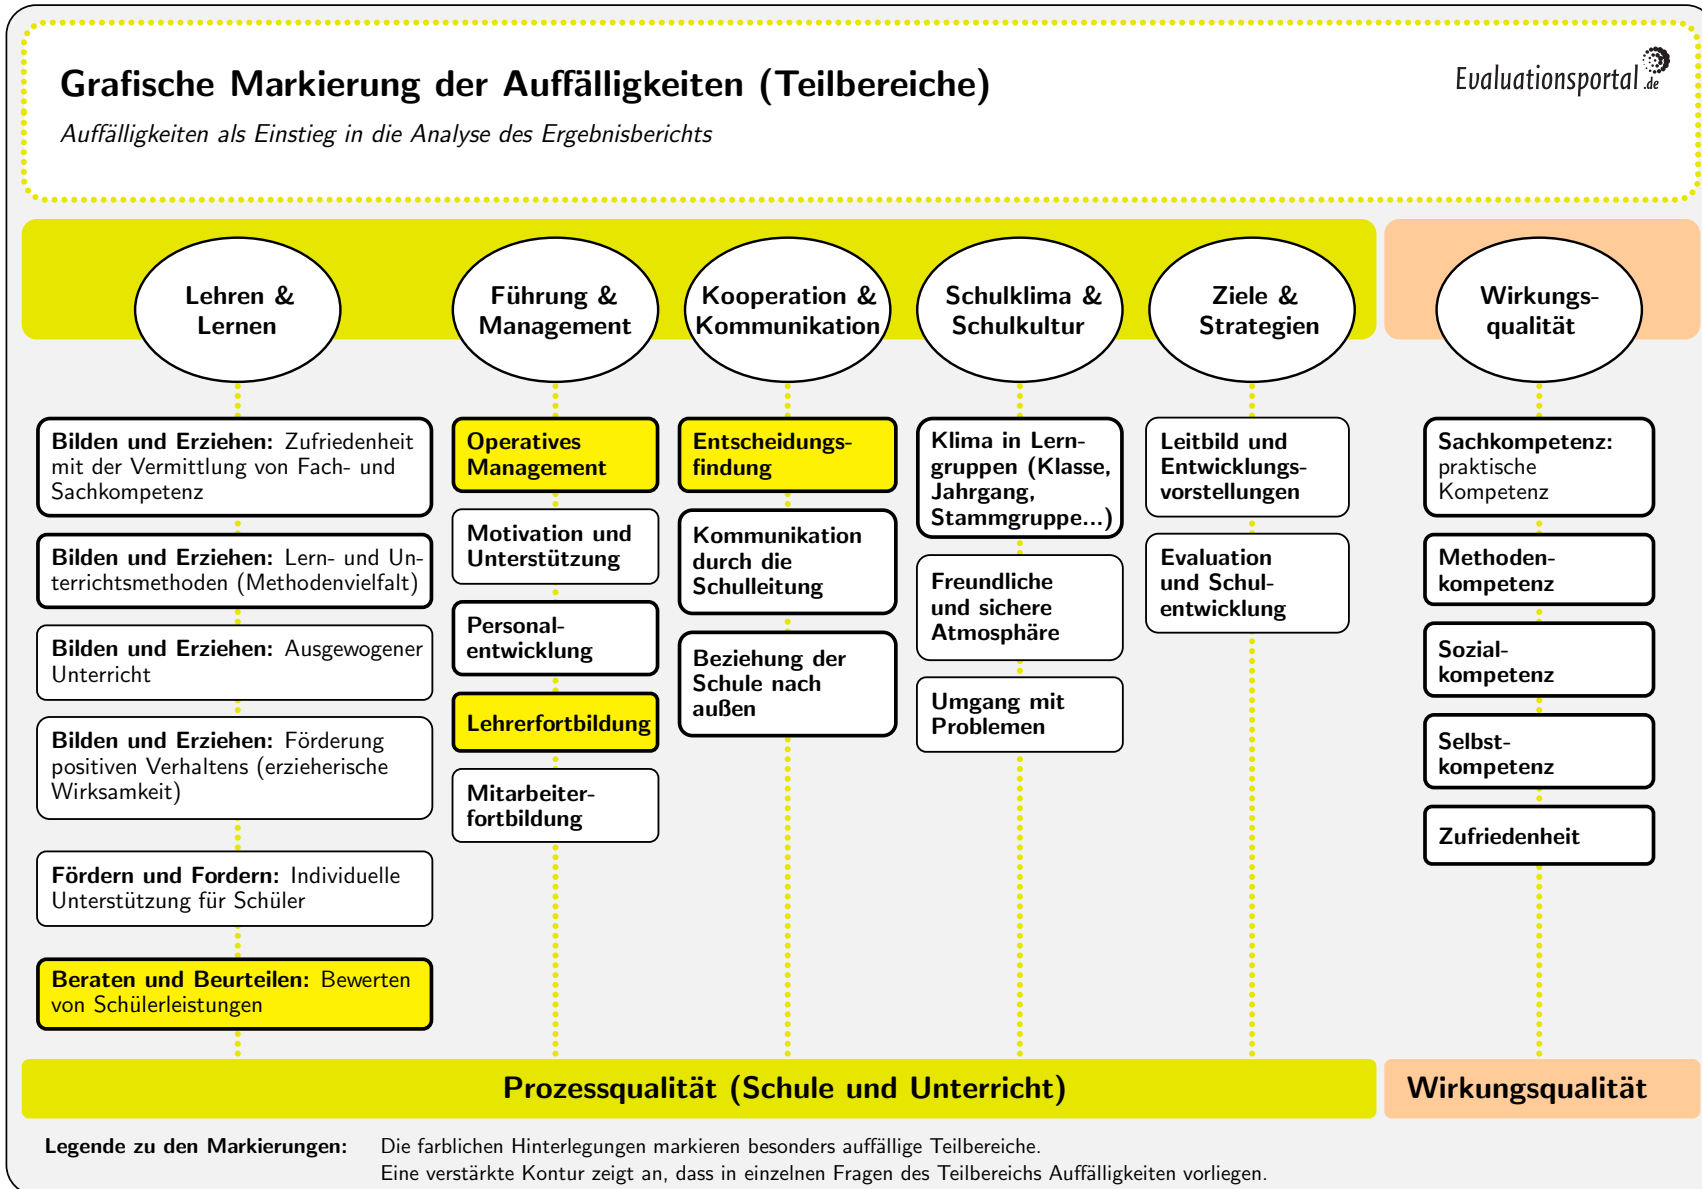 Grafische Markierung der Auffälligkeiten (Teilbereiche)
Auffälligkeiten als Einstieg in die Analyse des Ergebnisberichts
Evaluationsportal.de
Lehren &
Lernen
Führung &
Management
Kooperation &
Kommunikation
Schulklima &
Schulkultur
Ziele &
Strategien
Wirkungs-
qualität
Bilden und Erziehen: Zufriedenheit
mit der Vermittlung von Fach- und
Sachkompetenz
Bilden und Erziehen: Lern- und Un-
terrichtsmethoden (Methodenvielfalt)
Bilden und Erziehen: Ausgewogener
Unterricht
Bilden und Erziehen: Förderung
positiven Verhaltens (erzieherische
Wirksamkeit)
Fördern und Fordern: Individuelle
Unterstützung für Schüler
Beraten und Beurteilen: Bewerten
von Schülerleistungen
Operatives
Management
Motivation und
Unterstützung
Personal-
entwicklung
Lehrerfortbildung
Mitarbeiter-
fortbildung
Entscheidungs-
findung
Kommunikation
durch die
Schulleitung
Beziehung der
Schule nach
außen
Klima in Lern-
gruppen (Klasse,
Jahrgang,
Stammgruppe...)
Freundliche
und sichere
Atmosphäre
Umgang mit
Problemen
Leitbild und
Entwicklungs-
vorstellungen
Evaluation
und Schul-
entwicklung
Sachkompetenz:
praktische
Kompetenz
Methoden-
kompetenz
Sozial-
kompetenz
Selbst-
kompetenz
Zufriedenheit
Prozessqualität (Schule und Unterricht)
Wirkungsqualität
Legende zu den Markierungen: Die farblichen Hinterlegungen markieren besonders auffällige Teilbereiche.
Eine verstärkte Kontur zeigt an, dass in einzelnen Fragen des Teilbereichs Auffälligkeiten vorliegen.